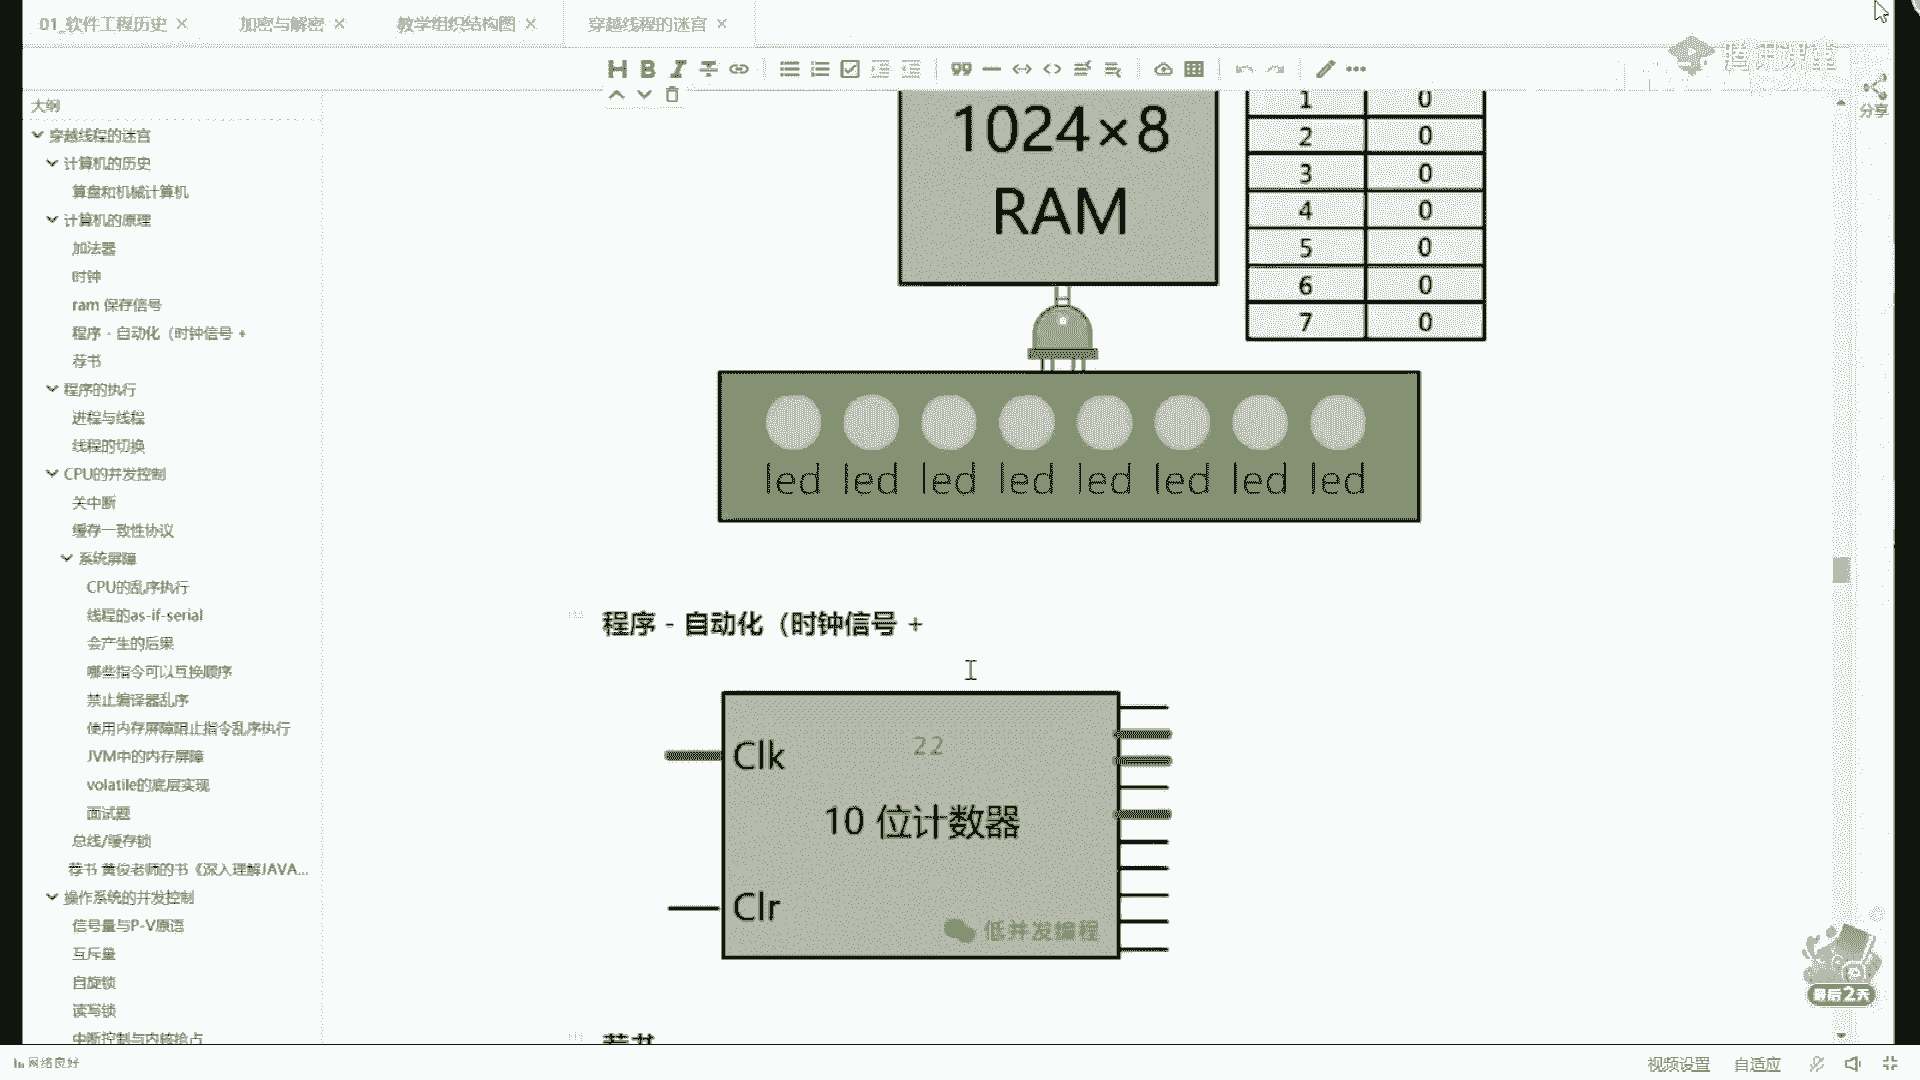 01_软件工程历史
加密与解密
教学组织结构图
穿越线程的迷宫
腾讯课堂
分享
大纲
穿越线程的迷宫
计算机的历史
算盘和机械计算机
计算机的原理
加法器
时钟
ram 保存信号
程序 - 自动化（时钟信号 +
荐书
程序的执行
进程与线程
线程的切换
CPU的并发控制
关中断
缓存一致性协议
系统屏障
CPU的乱序执行
线程的as-if-serial
会产生的后果
哪些指令可以互换顺序
禁止编译器乱序
使用内存屏障阻止指令乱序执行
JVM中的内存屏障
volatile的底层实现
面试题
总线/缓存锁
荐书 黄俊老师的书《深入理解JAVA...
操作系统的并发控制
信号量与P-V原语
互斥量
自旋锁
读写锁
中断控制与内核抢占
1024×8
RAM
1 0
2 0
3 0
4 0
5 0
6 0
7 0
led led led led led led led led
程序 - 自动化（时钟信号 +
Clk
22
10 位计数器
Clr
低并发编程
荐书
最后2天
网络良好
视频设置
自适应